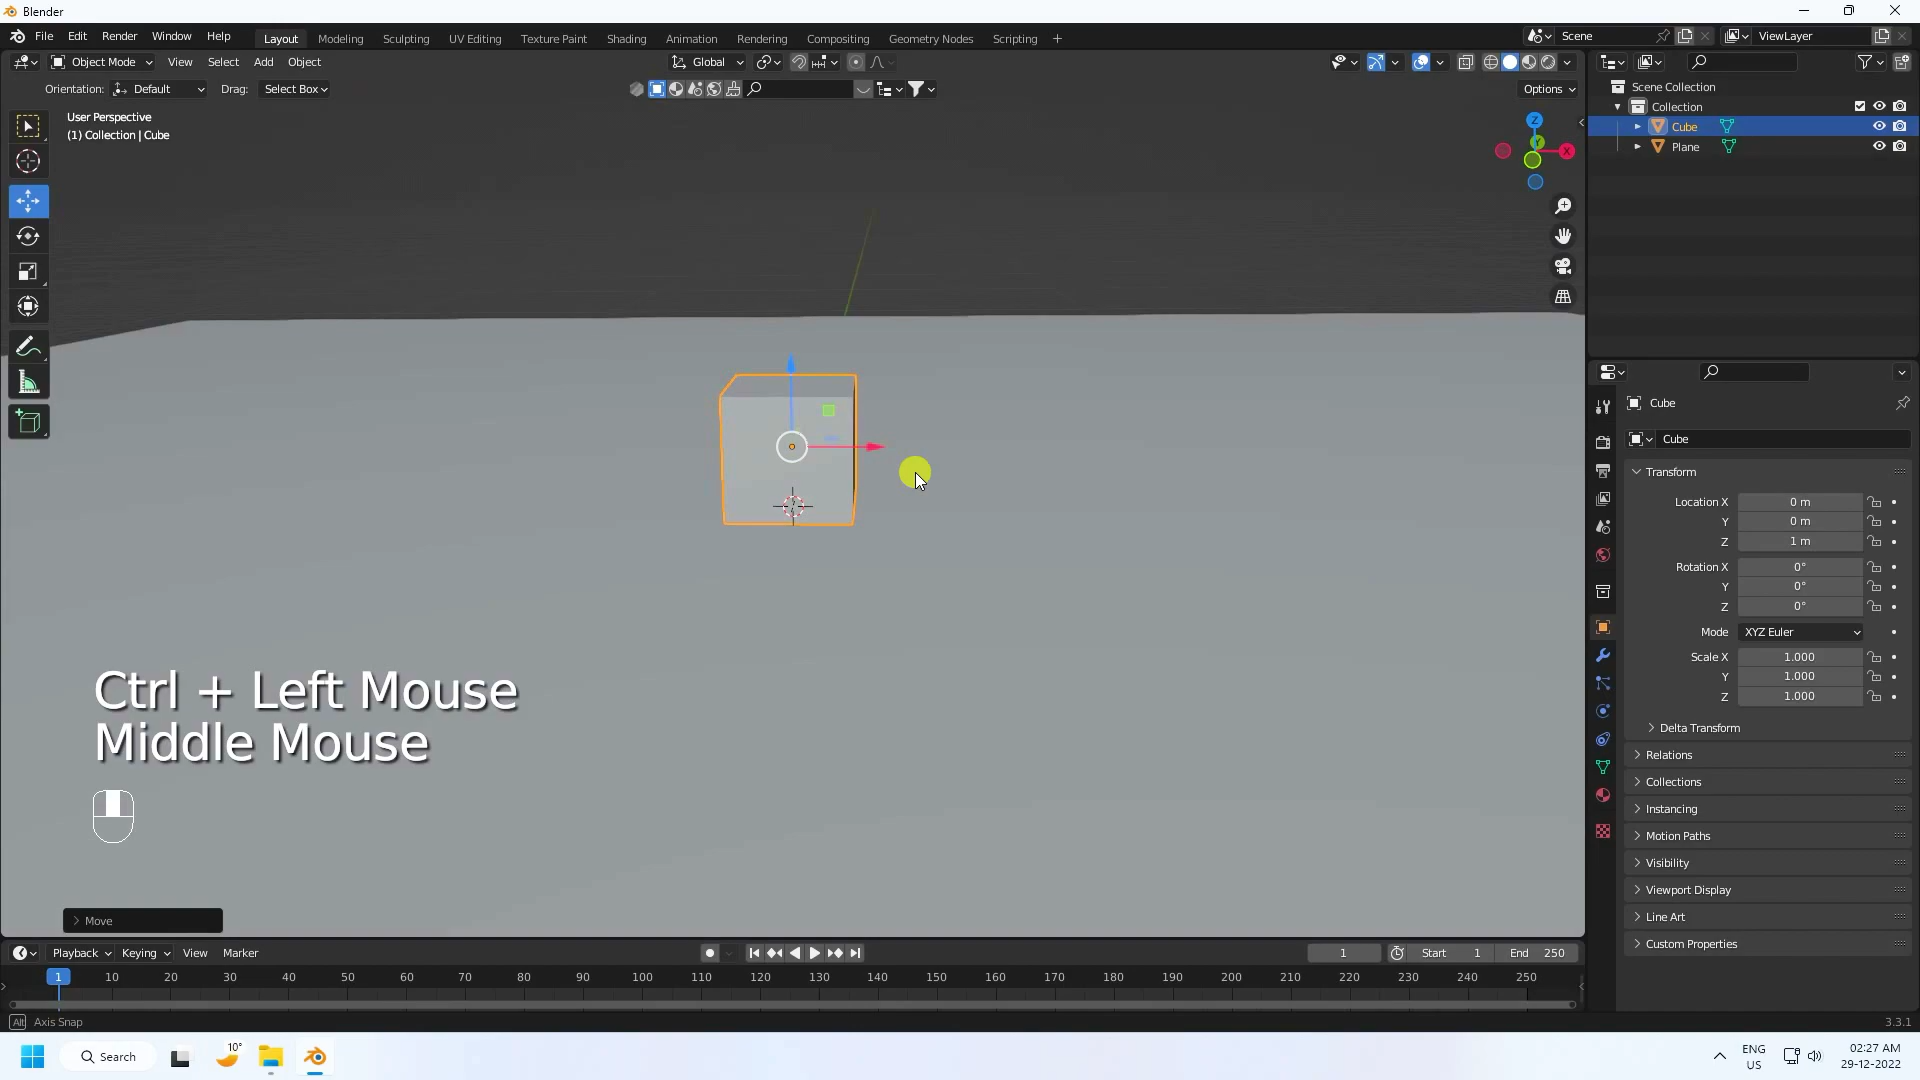 Blender
File Edit Render Window Help
Layout Modeling Sculpting UV Editing Texture Paint Shading Animation Rendering Compositing Geometry Nodes Scripting +
Scene
ViewLayer
Object Mode View Select Add Object
Global
Orientation: Default Drag: Select Box
Options
User Perspective
(1) Collection | Cube
Z
Y
X
Scene Collection
Collection
Cube
Plane
Cube
Cube
Transform
Location X 0 m
Y 0 m
Z 1 m
Rotation X 0°
Y 0°
Z 0°
Mode XYZ Euler
Scale X 1.000
Y 1.000
Z 1.000
Delta Transform
Relations
Collections
Instancing
Motion Paths
Visibility
Viewport Display
Line Art
Custom Properties
Ctrl + Left Mouse
Middle Mouse
Move
Playback Keying View Marker
1
Start 1 End 250
1 10 20 30 40 50 60 70 80 90 100 110 120 130 140 150 160 170 180 190 200 210 220 230 240 250
Alt Axis Snap
3.3.1
Search
10°
ENG
US
02:27 AM
29-12-2022